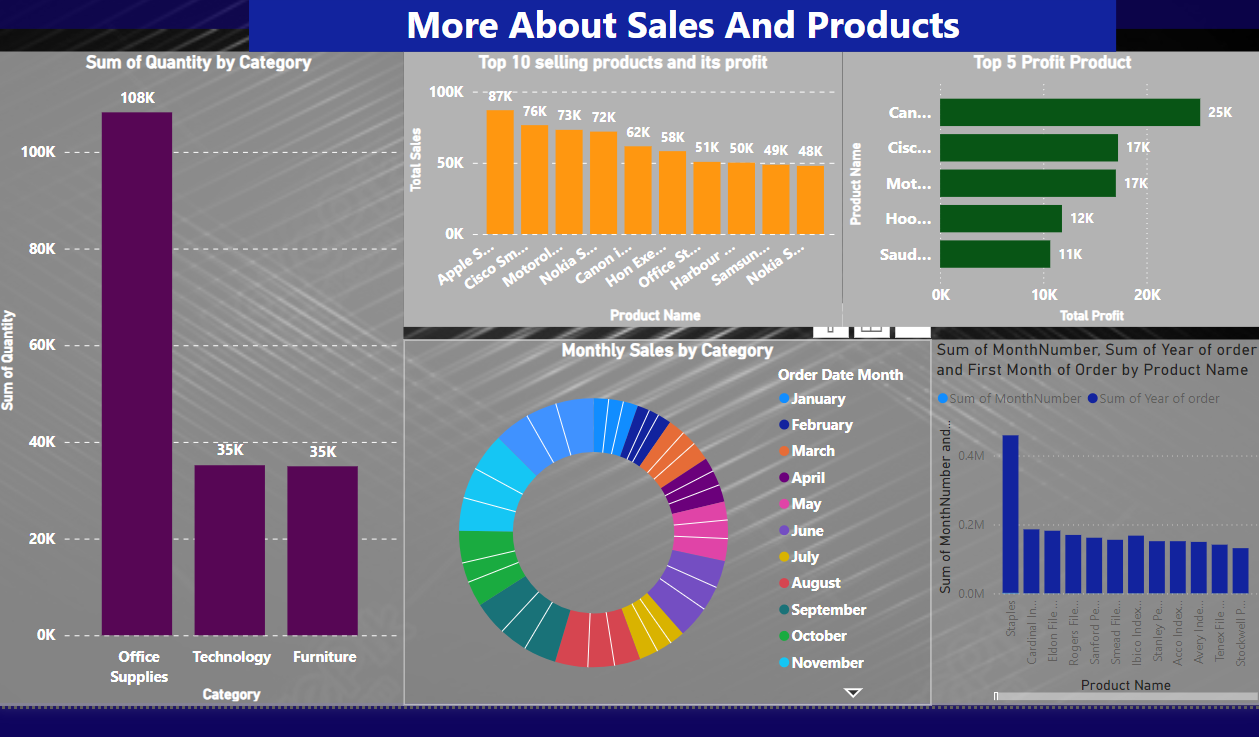 More About Sales And Products
Sum of Quantity by Category
108K
100K
80K
60K
40K
20K
0K
35K
35K
Sum of Quantity
Office
Supplies
Technology
Furniture
Category
Top 10 selling products and its profit
100K
50K
0K
87K
76K
73K
72K
62K
58K
51K
50K
49K
48K
Total Sales
Apple S...
Cisco Sm...
Motorol...
Nokia S...
Canon i...
Hon Exe...
Office St...
Harbour ...
Samsun...
Nokia S...
Product Name
Top 5 Profit Product
Product Name
Can...
25K
Cisc...
17K
Mot...
17K
Hoo...
12K
Saud...
11K
0K
10K
20K
Total Profit
Monthly Sales by Category
Order Date Month
January
February
March
April
May
June
July
August
September
October
November
Sum of MonthNumber, Sum of Year of order
and First Month of Order by Product Name
Sum of MonthNumber
Sum of Year of order
Sum of MonthNumber and...
0.4M
0.2M
0.0M
Staples
Cardinal In...
Eldon File ...
Rogers File...
Sanford Pe...
Smead File...
Ibico Index...
Stanley Pe...
Acco Index...
Avery Inde...
Tenex File ...
Stockwell P...
Product Name